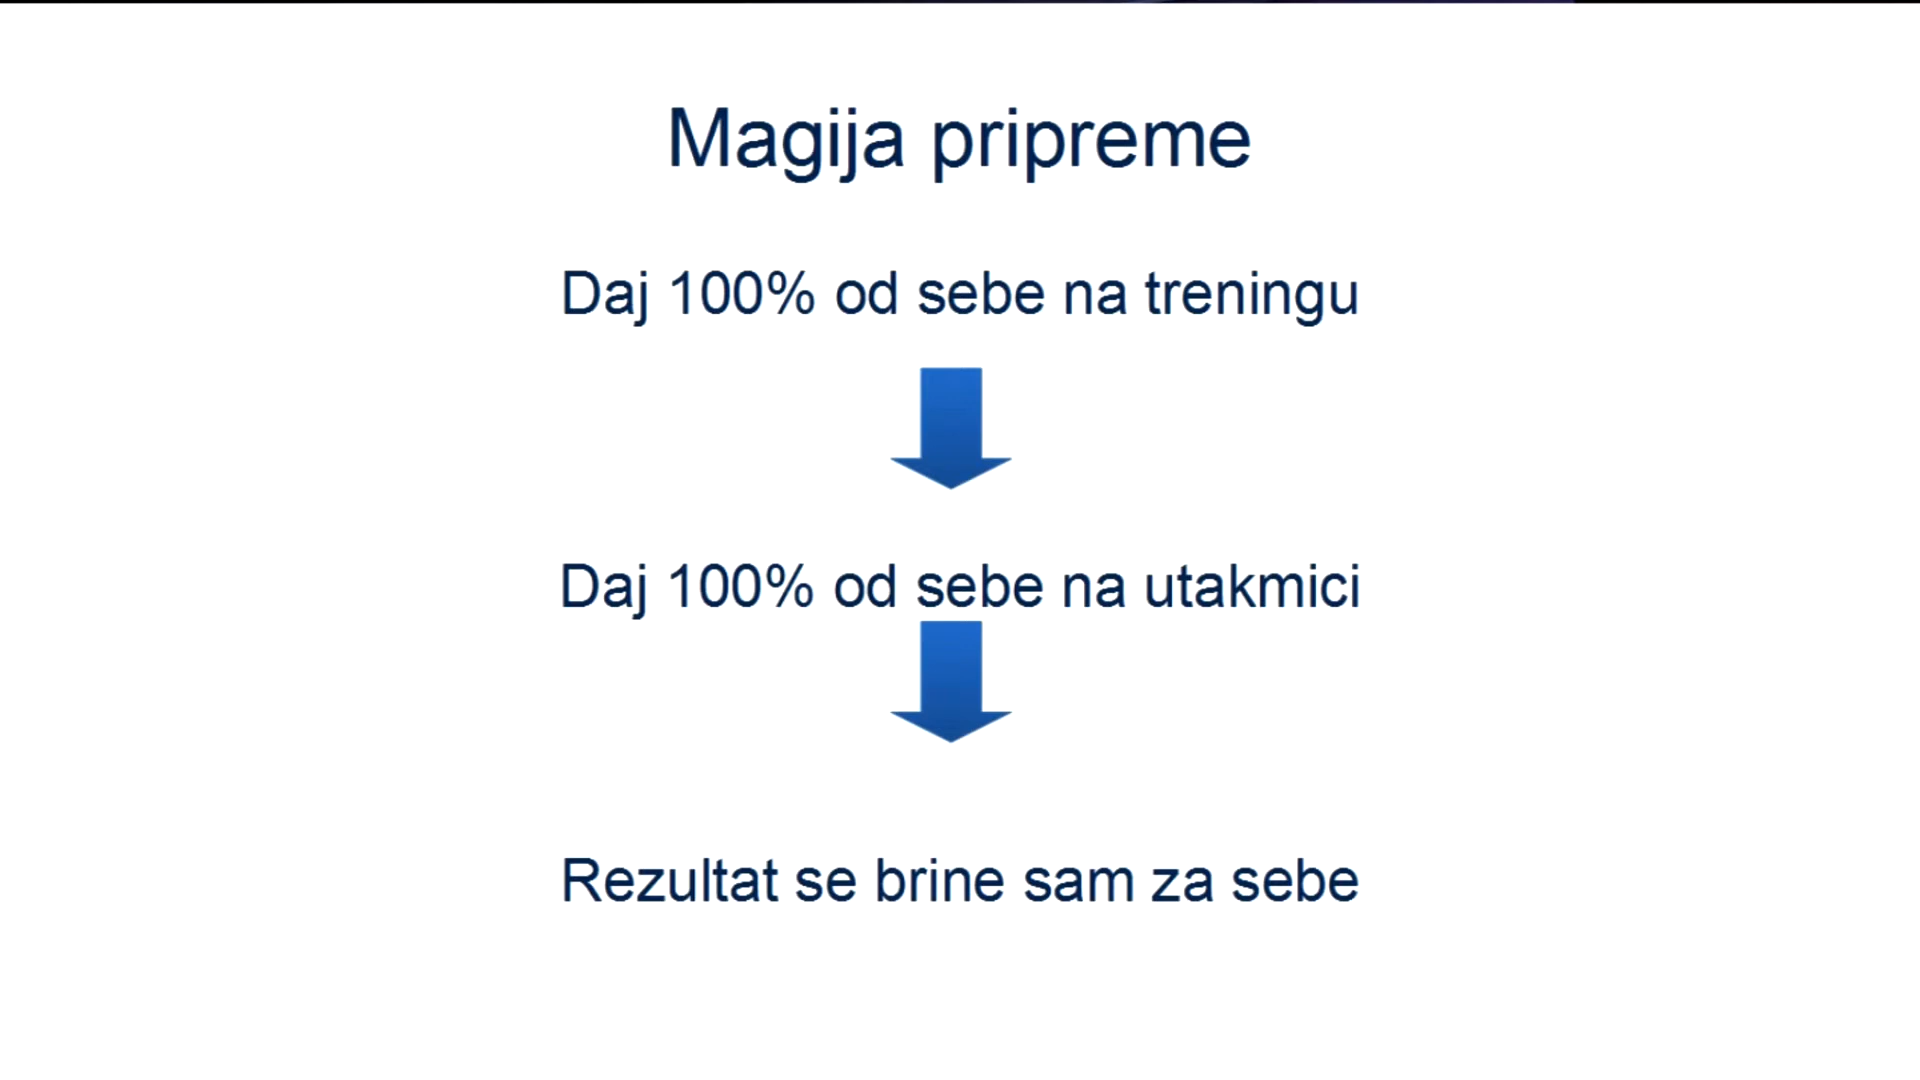 Magija pripreme
Daj 100% od sebe na treningu
Daj 100% od sebe na utakmici
Rezultat se brine sam za sebe